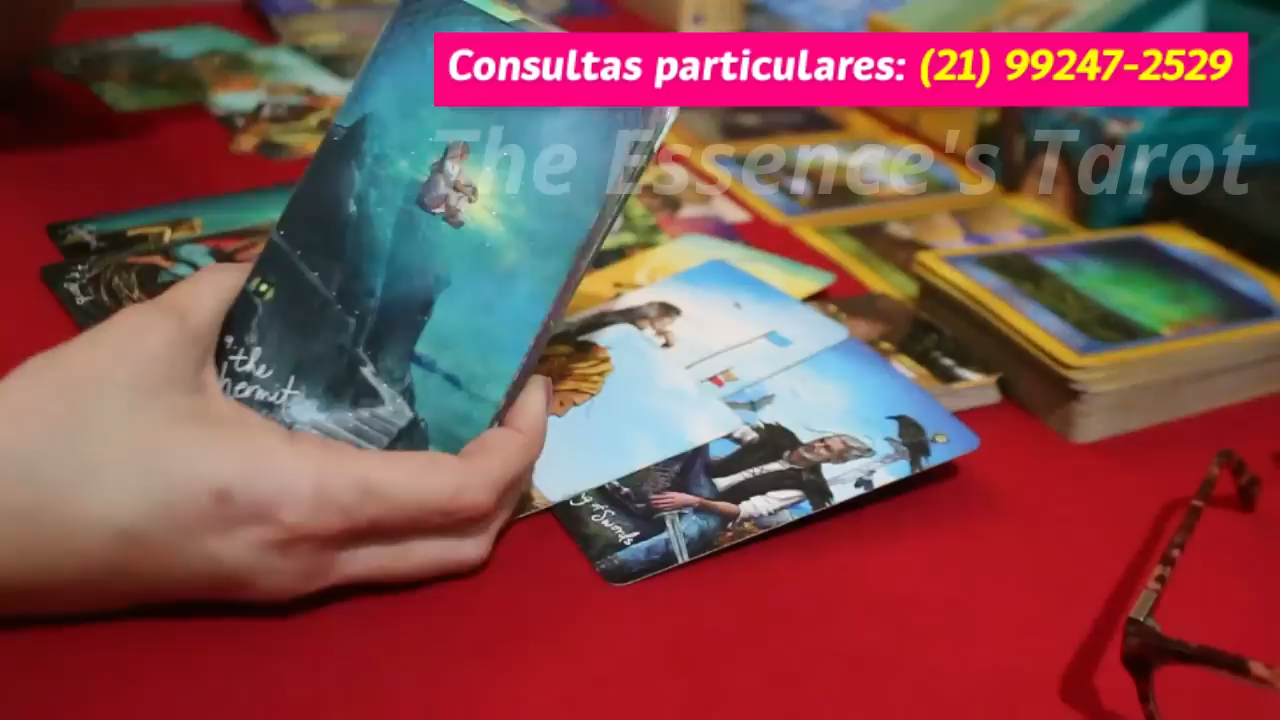 Consultas particulares: (21) 99247-2529
The Essence's Tarot
the
hermit
of Swords